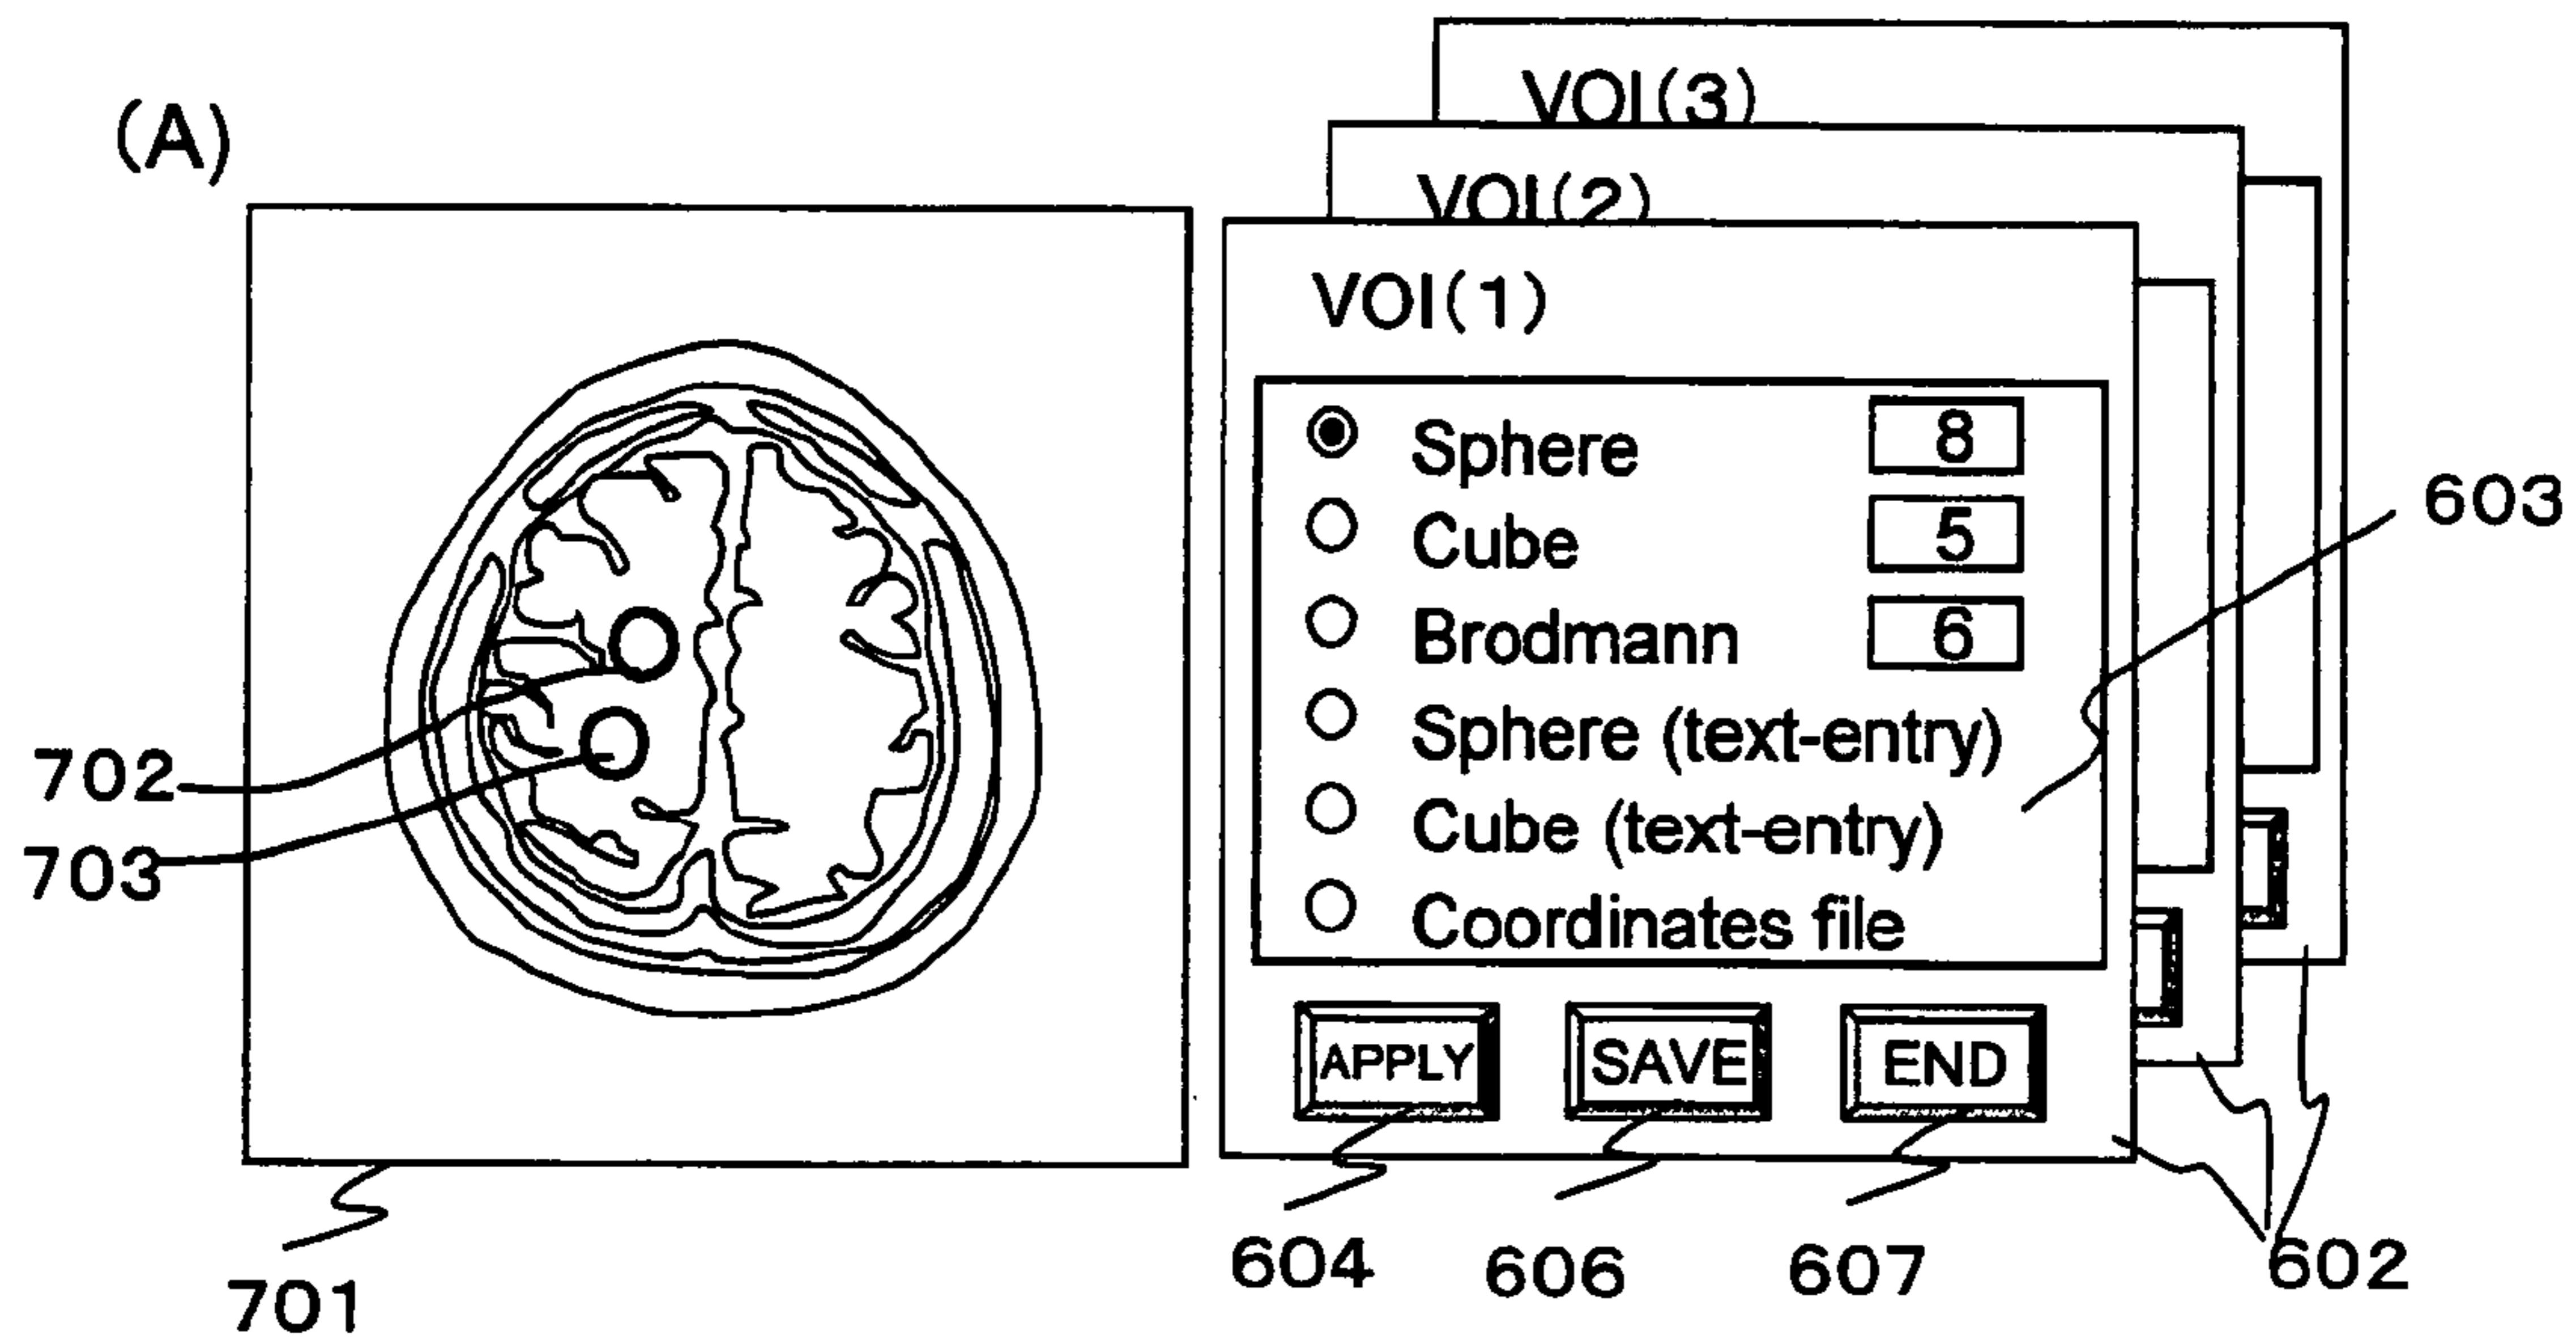 (A)
VOI(3)
VOI(2)
VOI(1)
Sphere 8
Cube 5
Brodmann 6
Sphere (text-entry)
Cube (text-entry)
Coordinates file
APPLY SAVE END
603
702
703
701
604
606
607
602